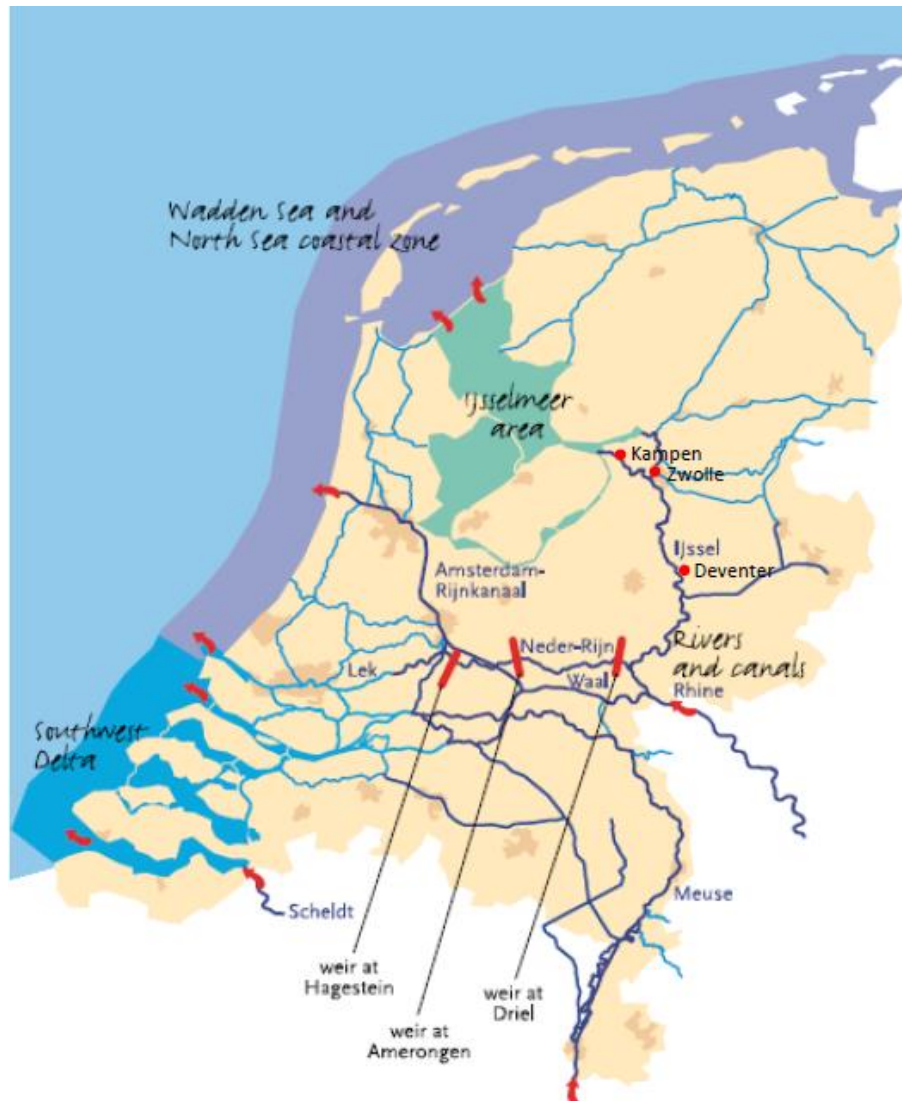 Wadden Sea and
North Sea coastal zone
Ijsselmeer
area
Kampen
Zwolle
IJssel
Deventer
Amsterdam-
Rijnkanaal
Neder-Rijn
Rivers
and canals
Lek
Waal
Rhine
Southwest
Delta
Scheldt
Meuse
weir at
Hagestein
weir at
Driel
weir at
Amerongen